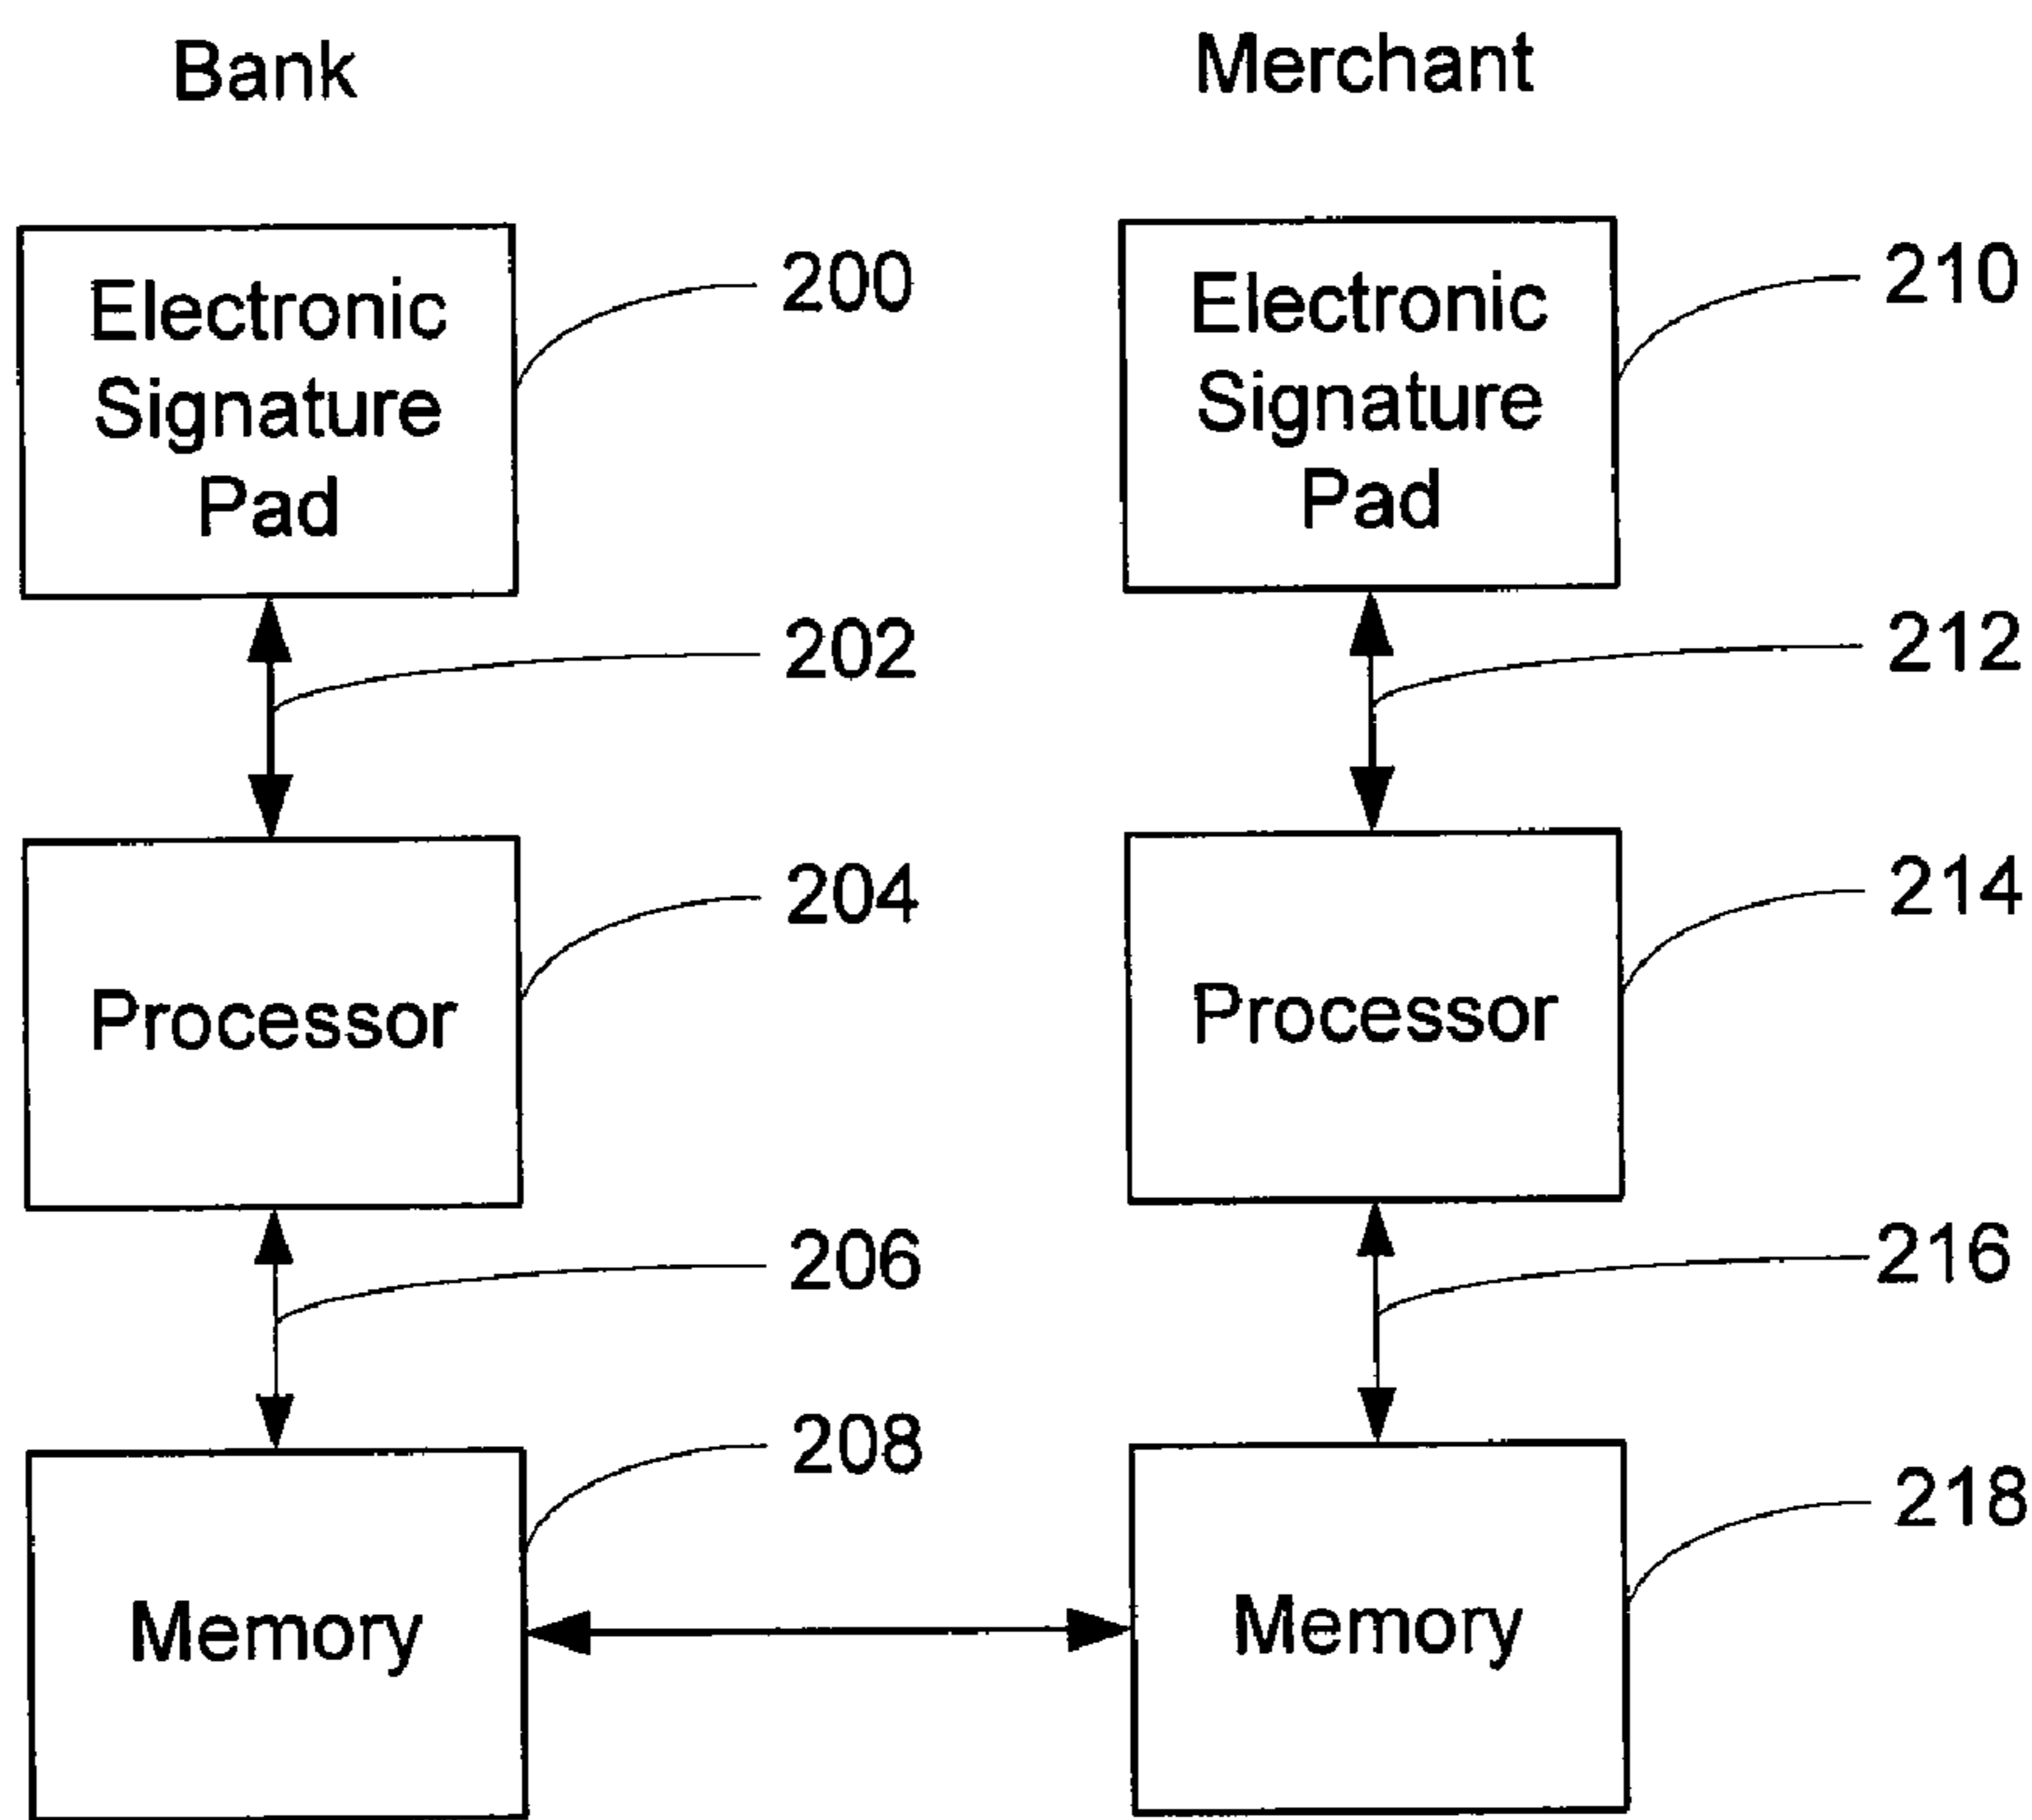 Bank
Merchant
Electronic
Signature
Pad
200
Electronic
Signature
Pad
210
202
212
Processor
204
Processor
214
206
216
Memory
208
Memory
218